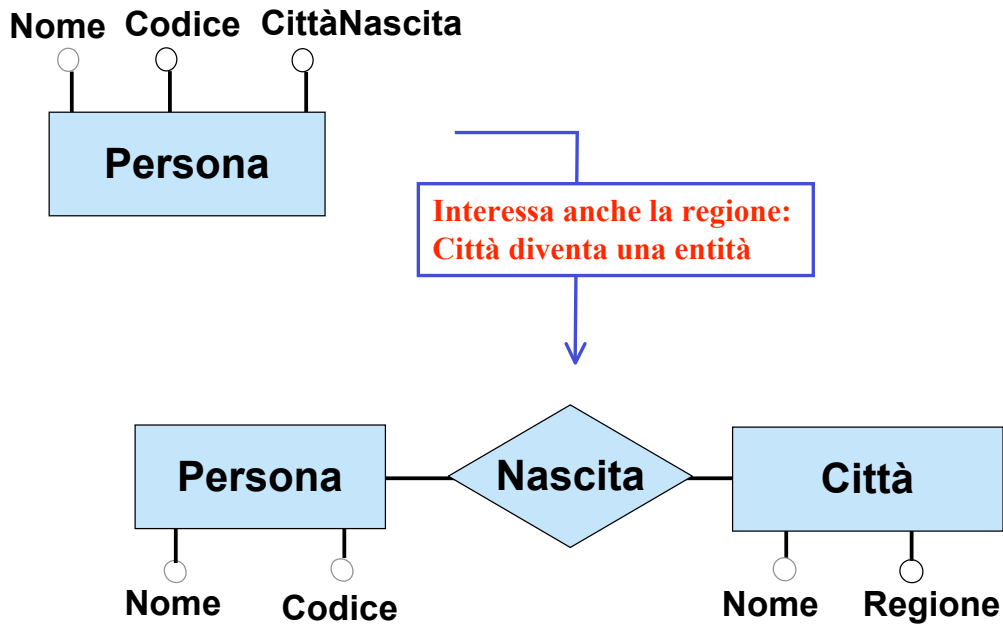 Nome Codice CittàNascita
Persona
Interessa anche la regione:
Città diventa una entità
Persona Nascita Città
Nome Codice Nome Regione